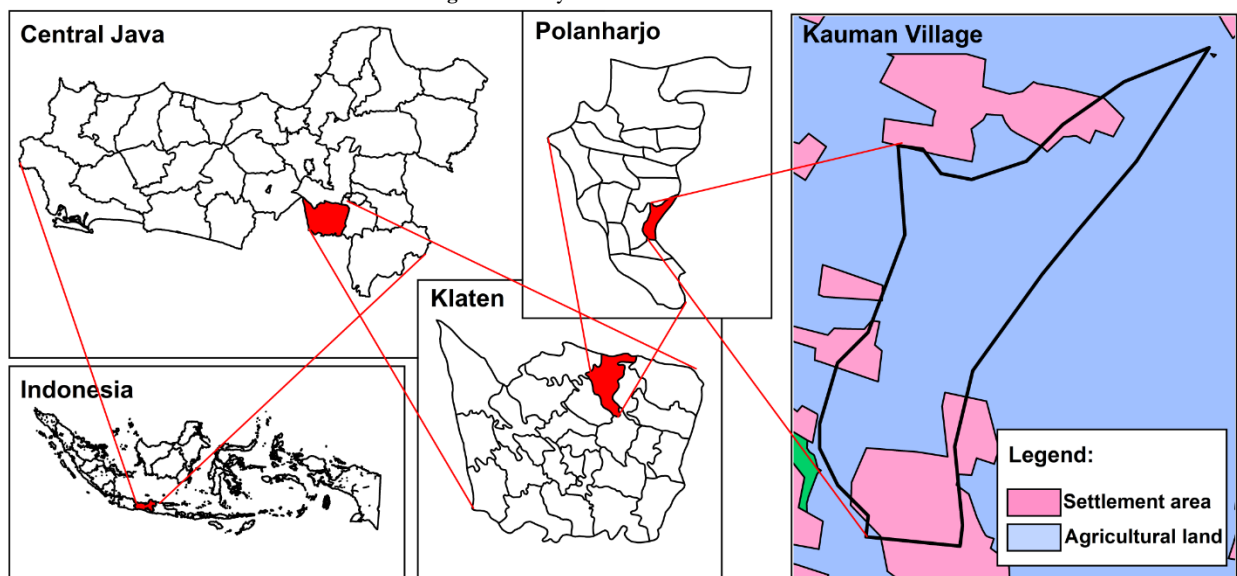 Central Java
Polanharjo
Kauman Village
Klaten
Indonesia
Legend:
Settlement area
Agricultural land